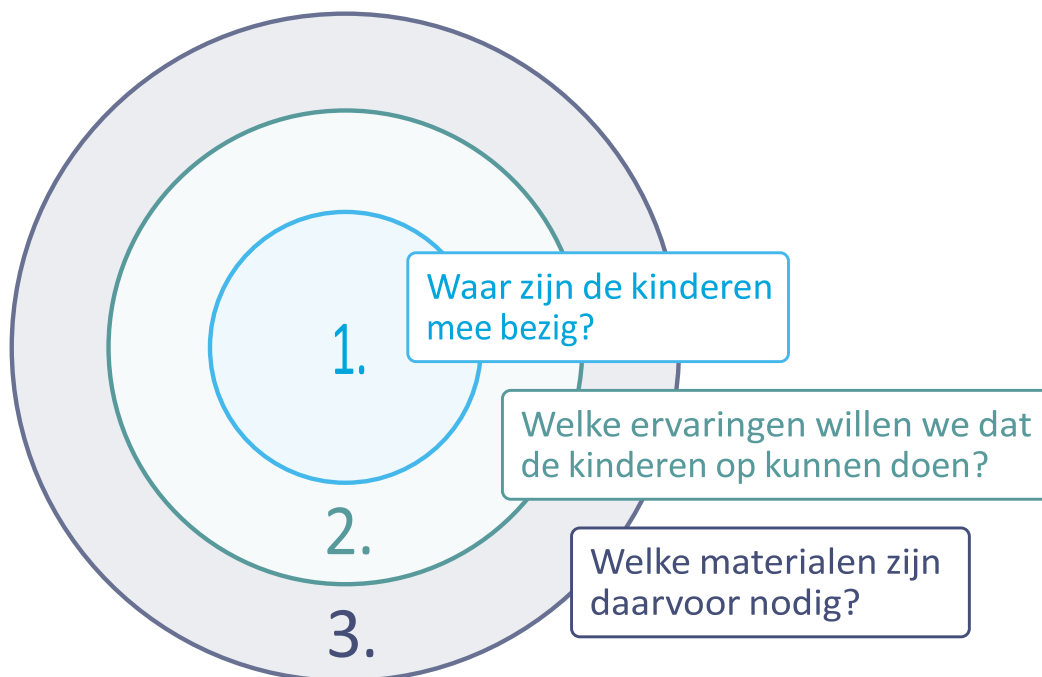 1.
Waar zijn de kinderen
mee bezig?
2.
Welke ervaringen willen we dat
de kinderen op kunnen doen?
3.
Welke materialen zijn
daarvoor nodig?